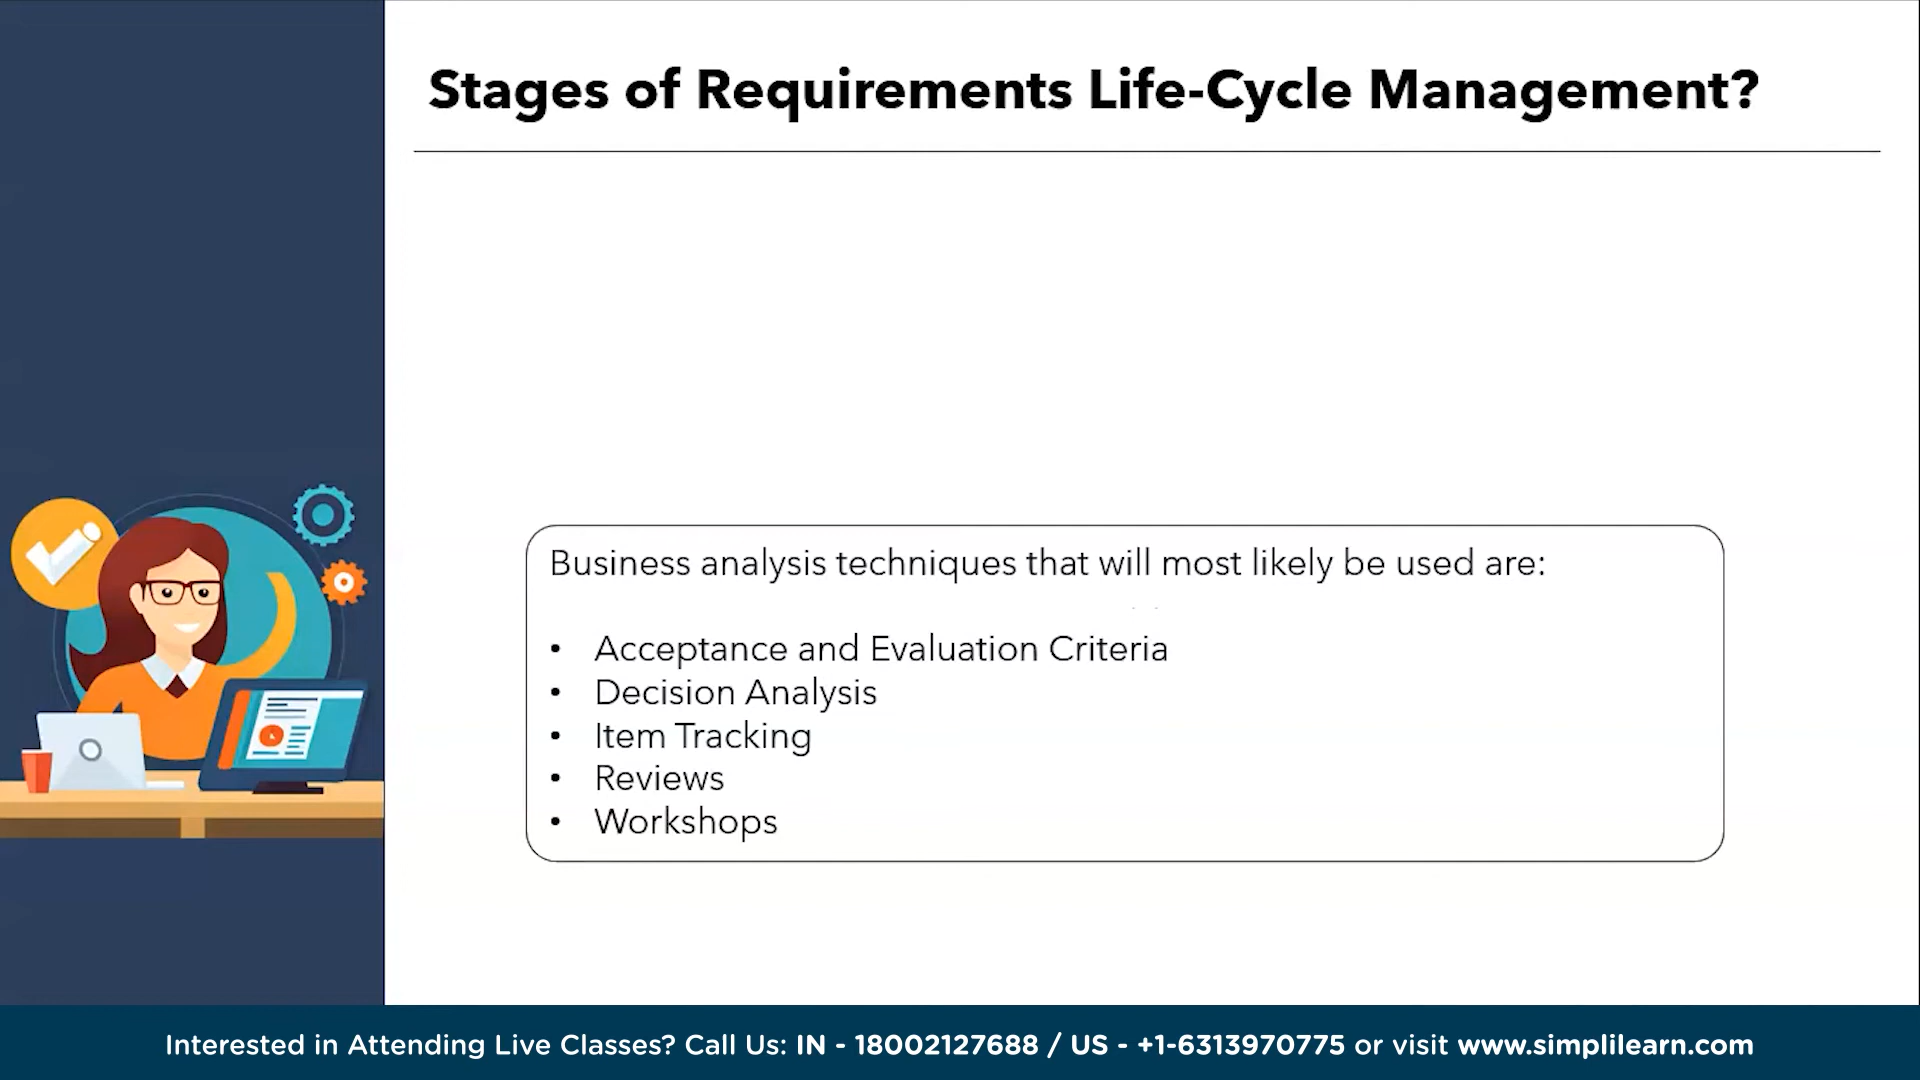 Stages of Requirements Life-Cycle Management?
Business analysis techniques that will most likely be used are:
• Acceptance and Evaluation Criteria
• Decision Analysis
• Item Tracking
• Reviews
• Workshops
Interested in Attending Live Classes? Call Us: IN - 18002127688 / US - +1-6313970775 or visit www.simplilearn.com